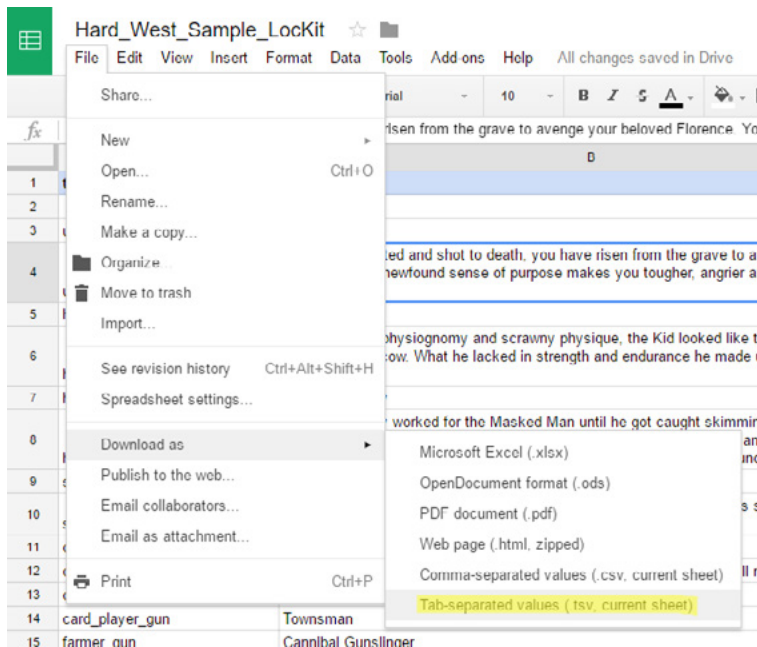 Hard_West_Sample_LocKit
File Edit View Insert Format Data Tools Add-ons Help All changes saved in Drive
Share... rial 10 B I S A
fx risen from the grave to avenge your beloved Florence. Yo
New
B
Open... Ctrl+O
1 t
Rename...
2
Make a copy...
3 u
Organize... ted and shot to death, you have risen from the grave to a
4 newfound sense of purpose makes you tougher, angrier a
Move to trash
5
Import...
physiognomy and scrawny physique, the Kid looked like t
6 cow. What he lacked in strength and endurance he made u
See revision history Ctrl+Alt+Shift+H
7
Spreadsheet settings...
worked for the Masked Man until he got caught skimmin
8
Download as
Microsoft Excel (.xlsx)
Publish to the web...
9
OpenDocument format (.ods)
Email collaborators...
10
PDF document (.pdf)
Email as attachment...
11
Web page (.html, zipped)
12
Print Ctrl+P
Comma-separated values (.csv, current sheet)
13
Tab-separated values (.tsv, current sheet)
14 card_player_gun Townsman
15 farmer_gun Cannibal Gunslinger